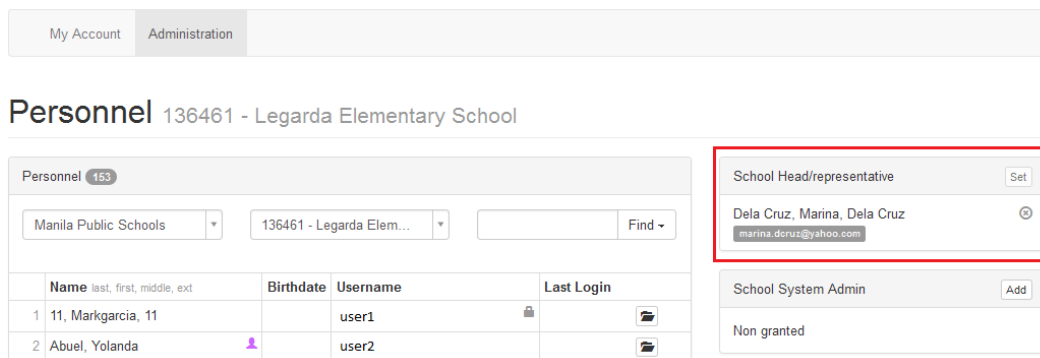 My Account Administration
Personnel 136461 - Legarda Elementary School
Personnel 153
Manila Public Schools 136461 - Legarda Elem... Find
Name last, first, middle, ext Birthdate Username Last Login
1 11, Markgarcia, 11 user1
2 Abuel, Yolanda user2
School Head/representative Set
Dela Cruz, Marina, Dela Cruz
marina.dcruz@yahoo.com
School System Admin Add
Non granted